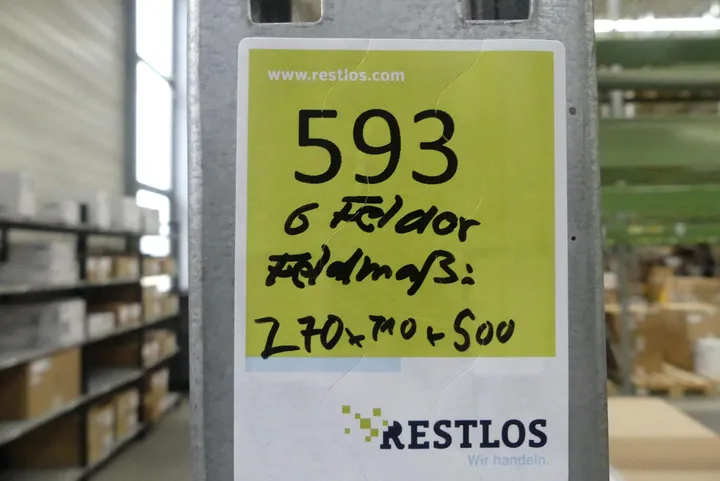 www.restlos.com
593
6 Felder
Feldmaß:
270x110x500
RESTLOS
Wir handeln.